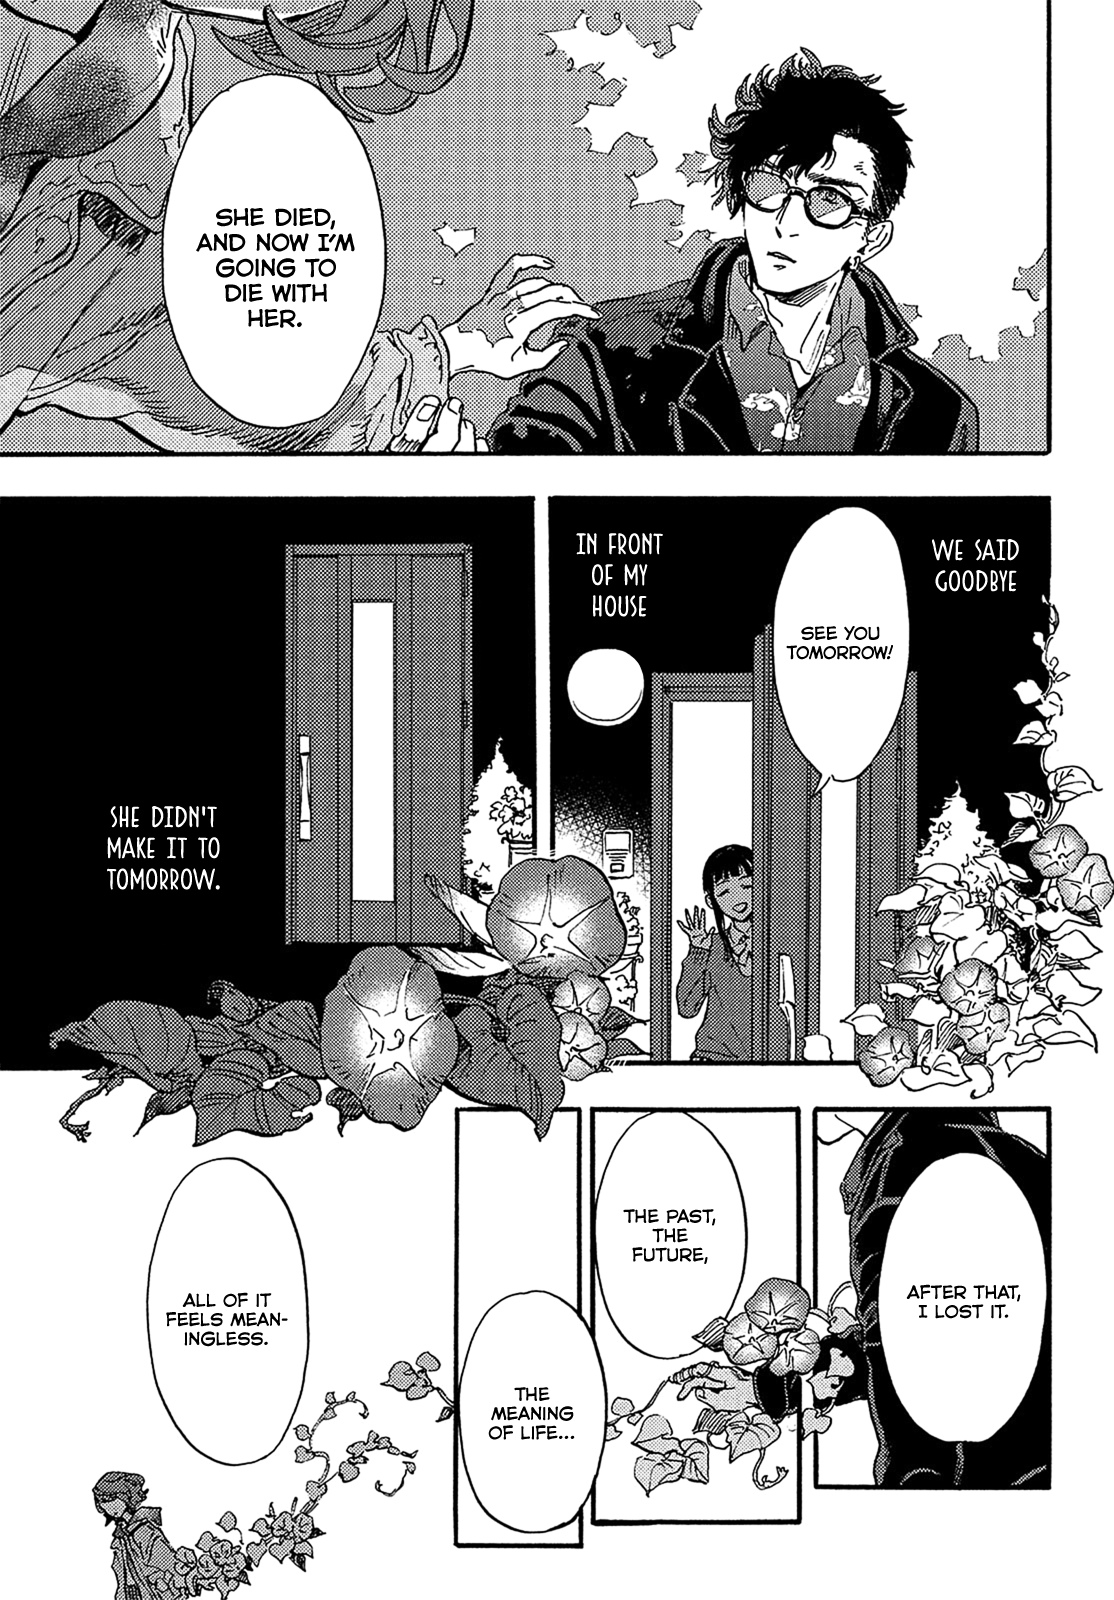 SHE DIED,
AND NOW I'M
GOING TO
DIE WITH
HER.
WE SAID
GOODBYE
SEE YOU
TOMORROW!
IN FRONT
OF MY
HOUSE
SHE DIDN'T
MAKE IT TO
TOMORROW.
AFTER THAT,
I LOST IT.
THE PAST,
THE
FUTURE,
THE
MEANING
OF LIFE...
ALL OF IT
FEELS MEAN-
INGLESS.